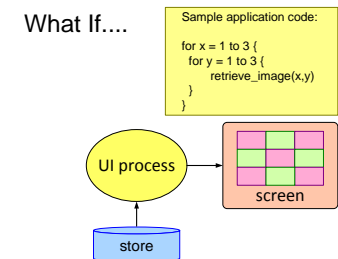 What If....
Sample application code:
for x = 1 to 3 {
for y = 1 to 3 {
retrieve_image(x,y)
}
}
UI process
screen
store